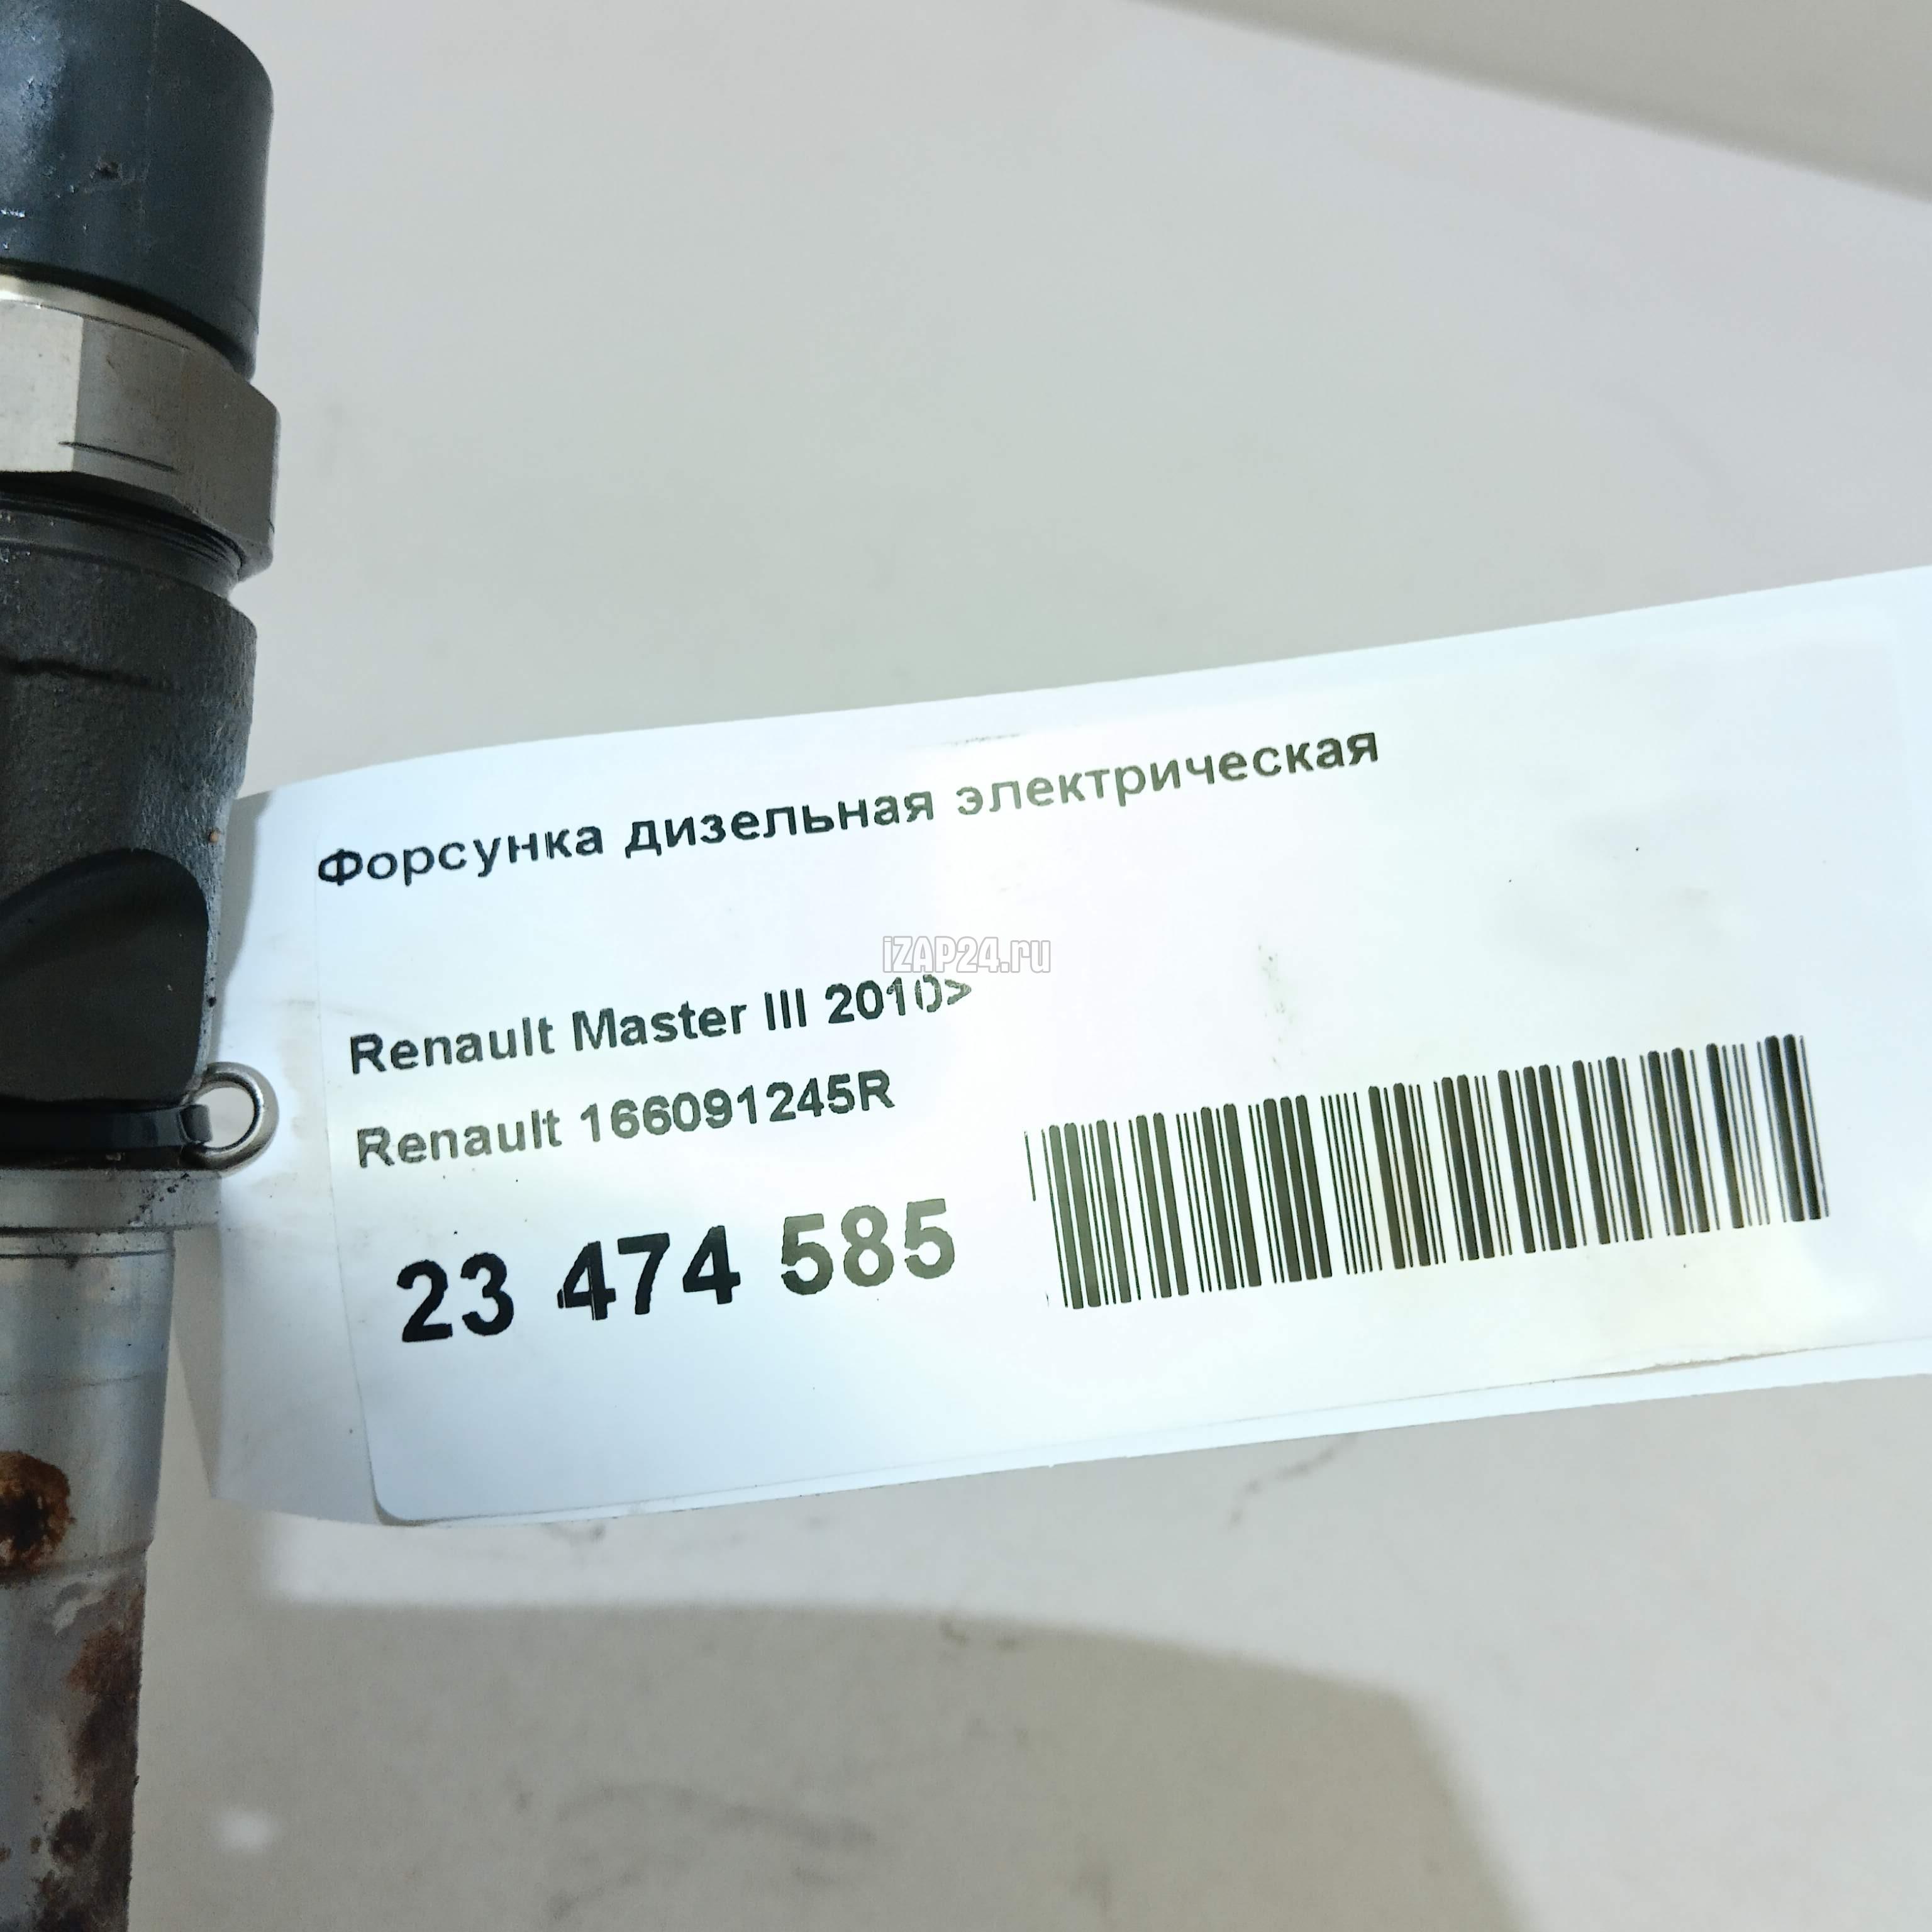 Форсунка дизельная электрическая
iZAP24.ru
Renault Master III 2010>
Renault 166091245R
23 474 585